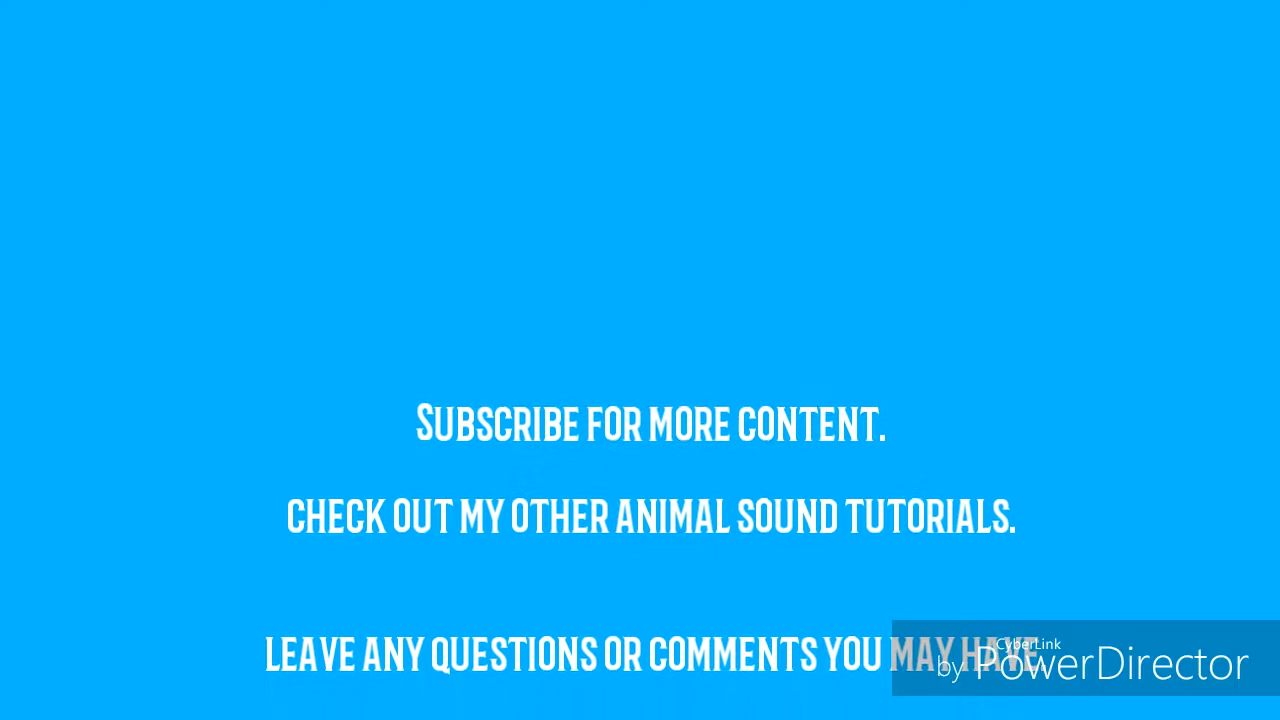 Subscribe for more content.
check out my other animal sound tutorials.
leave any questions or comments you may have.
CyberLink
by PowerDirector